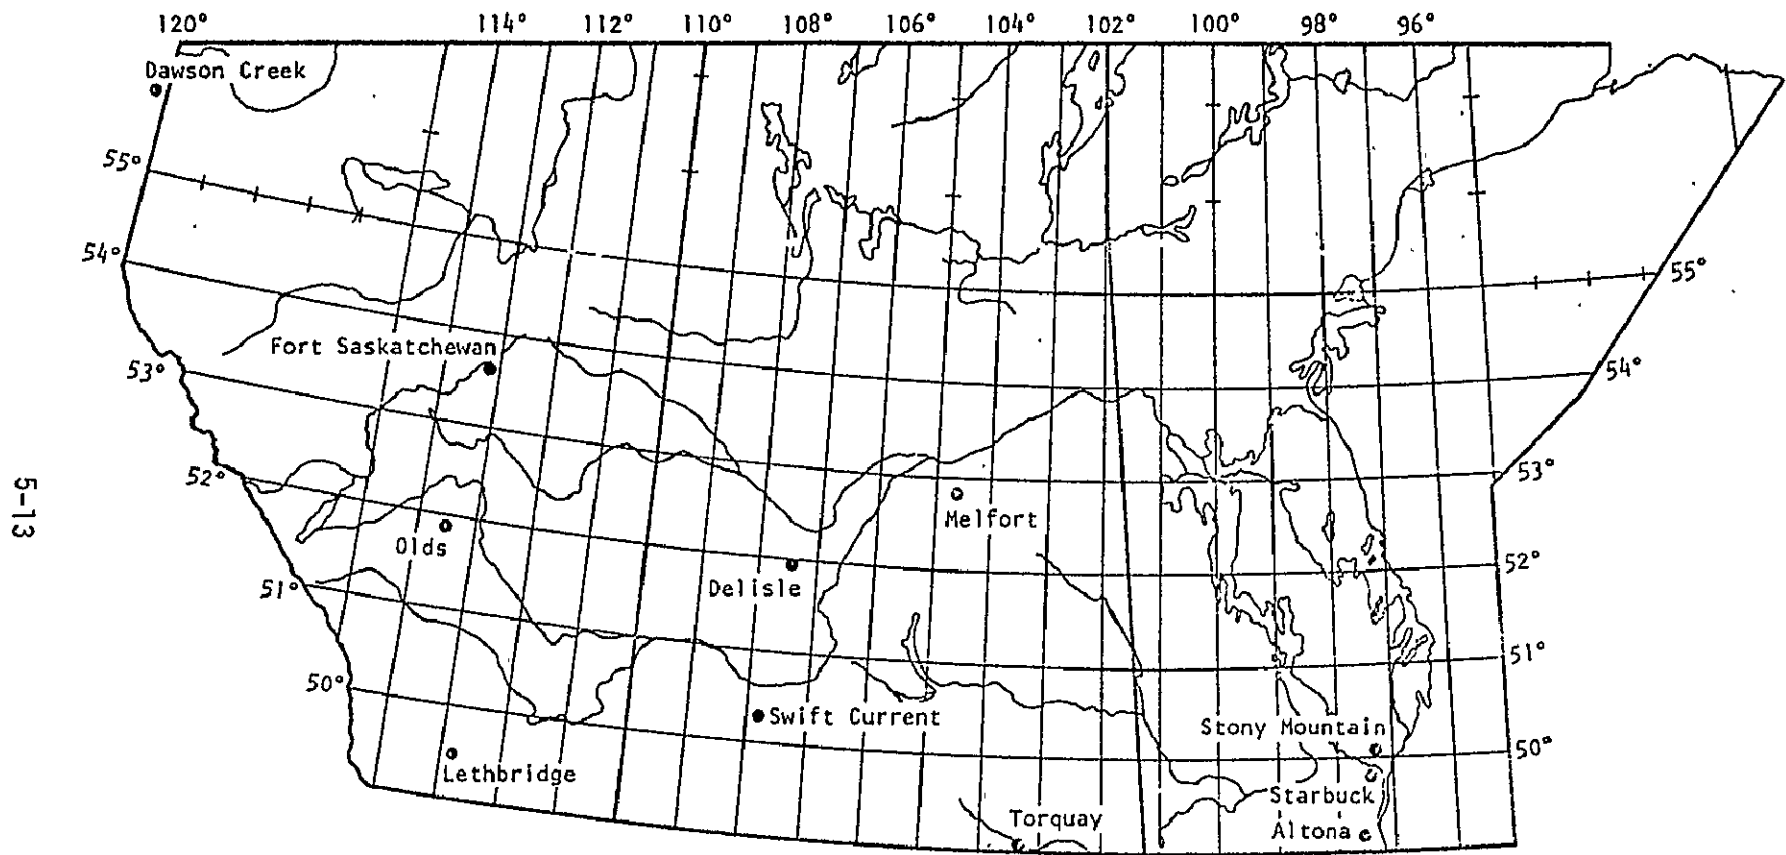 120° 114° 112° 110° 108° 106° 104° 102° 100° 98° 96°
Dawson Creek
55°
54°
55°
Fort Saskatchewan
53°
54°
52°
53°
5-13
Melfort
Olds
52°
Delisle
51°
51°
50°
Swift Current
Stony Mountain
50°
Lethbridge
Starbuck
Torquay
Altona